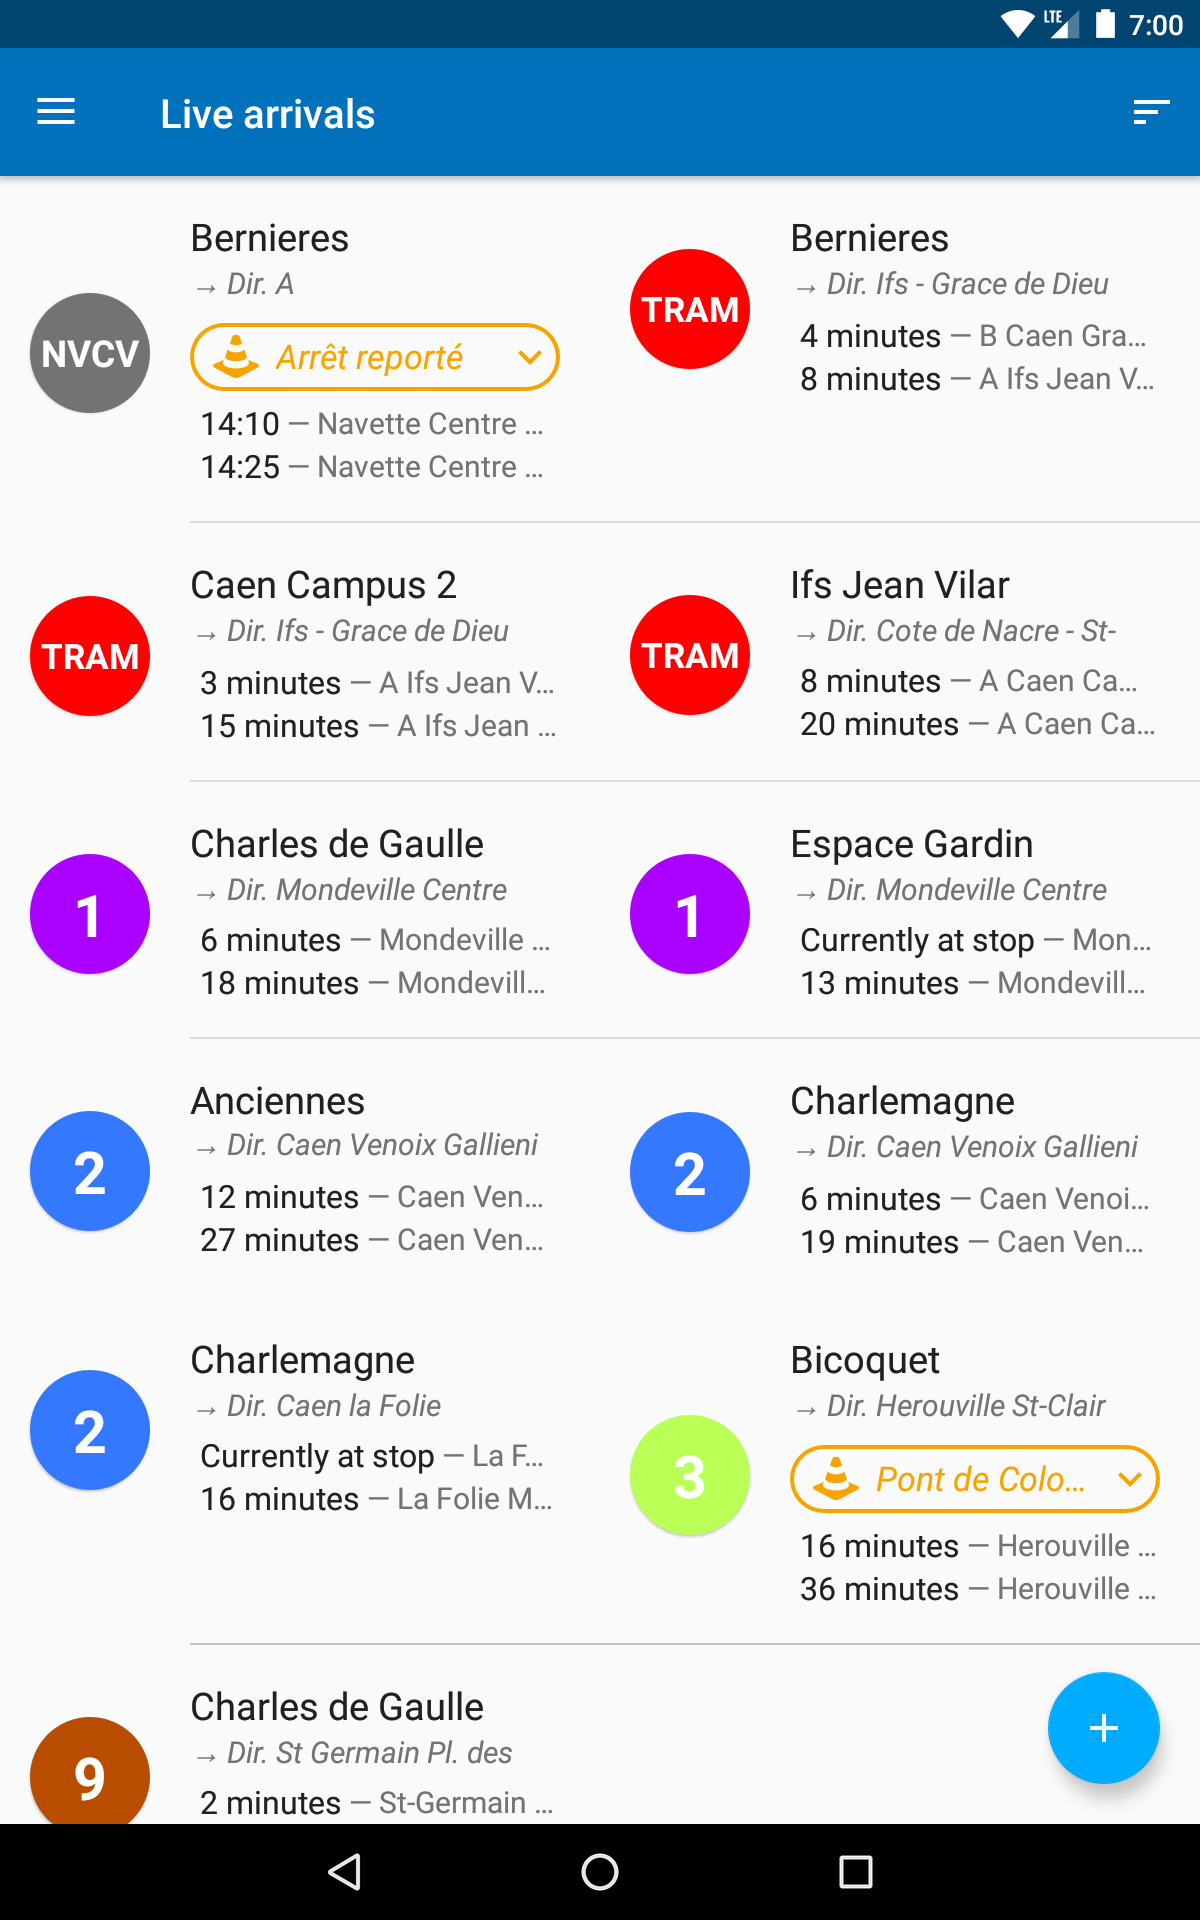 LTE 7:00
Live arrivals
NVCV
Bernieres
→ Dir. A
Arrêt reporté
14:10 — Navette Centre ...
14:25 — Navette Centre ...
TRAM
Bernieres
→ Dir. Ifs - Grace de Dieu
4 minutes — B Caen Gra...
8 minutes — A Ifs Jean V...
TRAM
Caen Campus 2
→ Dir. Ifs - Grace de Dieu
3 minutes — A Ifs Jean V...
15 minutes — A Ifs Jean ...
TRAM
Ifs Jean Vilar
→ Dir. Cote de Nacre - St-
8 minutes — A Caen Ca...
20 minutes — A Caen Ca...
1
Charles de Gaulle
→ Dir. Mondeville Centre
6 minutes — Mondeville ...
18 minutes — Mondevill...
1
Espace Gardin
→ Dir. Mondeville Centre
Currently at stop — Mon...
13 minutes — Mondevill...
2
Anciennes
→ Dir. Caen Venoix Gallieni
12 minutes — Caen Ven...
27 minutes — Caen Ven...
2
Charlemagne
→ Dir. Caen Venoix Gallieni
6 minutes — Caen Venoi...
19 minutes — Caen Ven...
2
Charlemagne
→ Dir. Caen la Folie
Currently at stop — La F...
16 minutes — La Folie M...
3
Bicoquet
→ Dir. Herouville St-Clair
Pont de Colo...
16 minutes — Herouville ...
36 minutes — Herouville ...
9
Charles de Gaulle
→ Dir. St Germain Pl. des
2 minutes — St-Germain ...